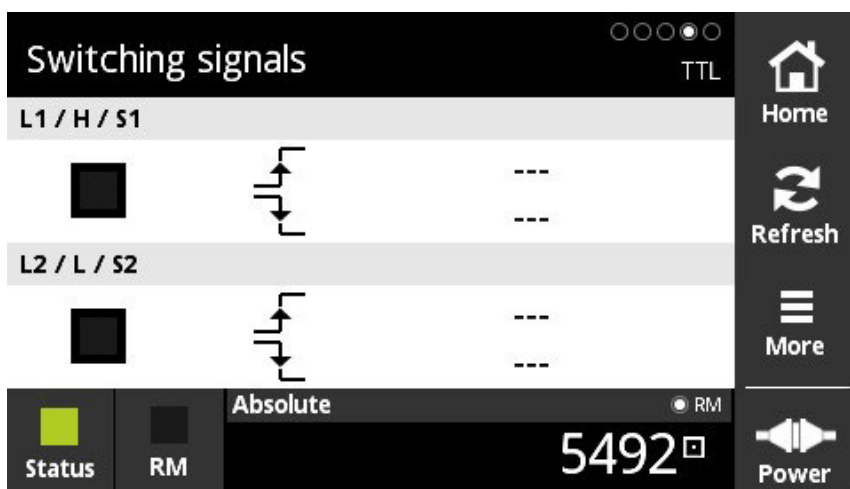 Switching signals
TTL
L1 / H / S1
---
---
L2 / L / S2
---
---
Status
RM
Absolute
RM
5492
Home
Refresh
More
Power